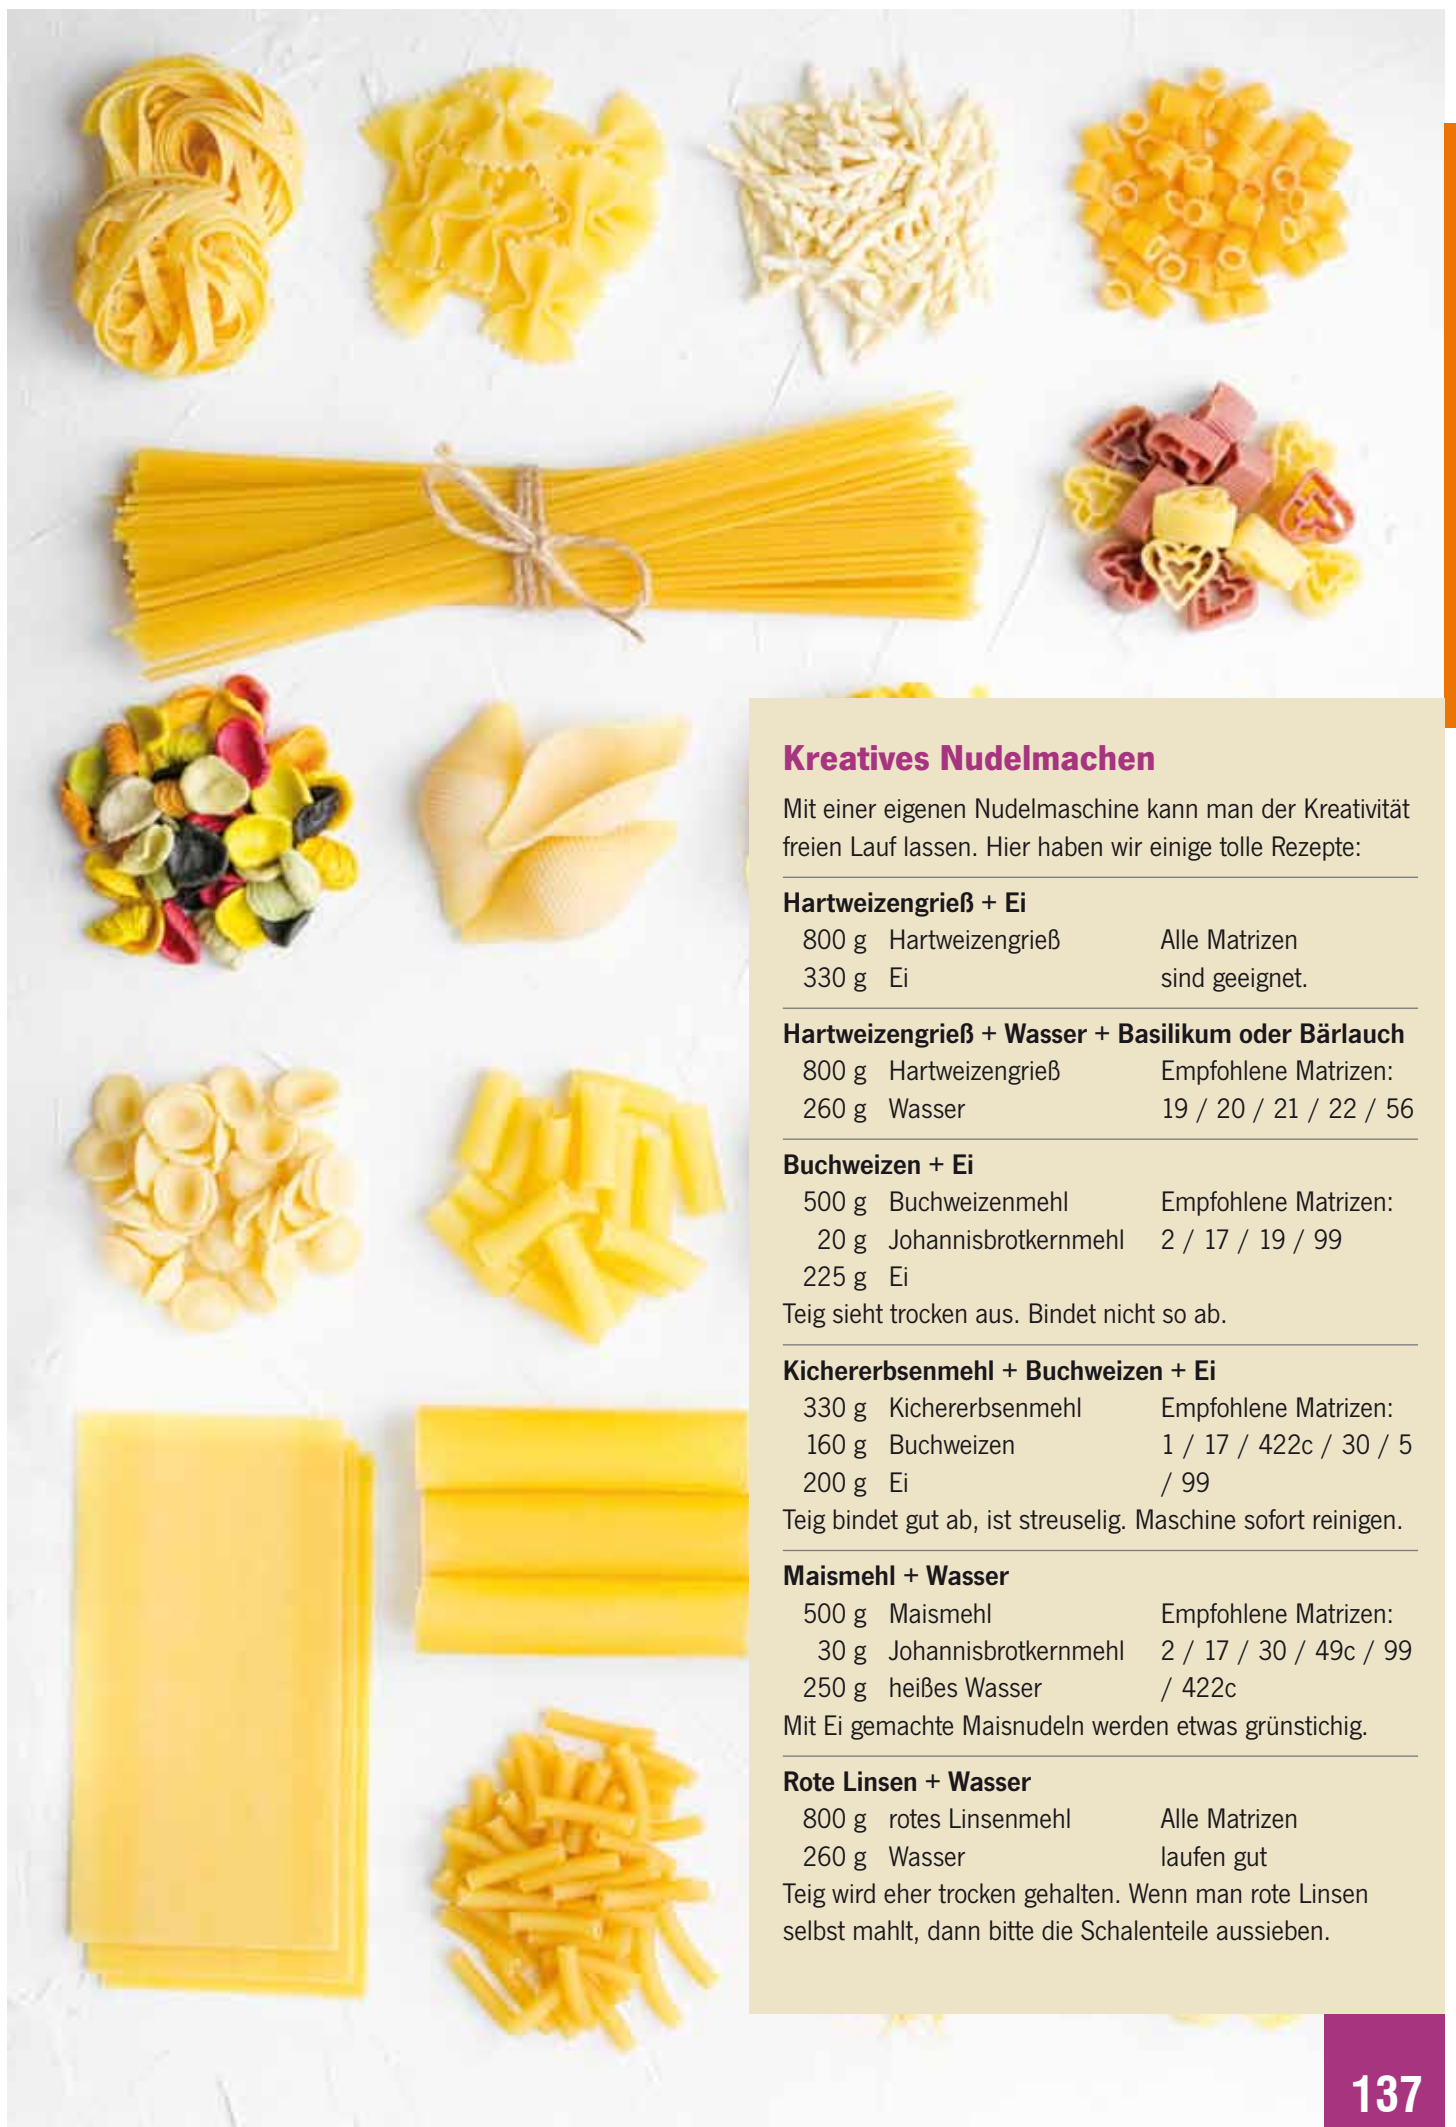 Kreatives Nudelmachen
Mit einer eigenen Nudelmaschine kann man der Kreativität
freien Lauf lassen. Hier haben wir einige tolle Rezepte:
Hartweizengrieß + Ei
800 g Hartweizengrieß Alle Matrizen
330 g Ei sind geeignet.
Hartweizengrieß + Wasser + Basilikum oder Bärlauch
800 g Hartweizengrieß Empfohlene Matrizen:
260 g Wasser 19 / 20 / 21 / 22 / 56
Buchweizen + Ei
500 g Buchweizenmehl Empfohlene Matrizen:
20 g Johannisbrotkernmehl 2 / 17 / 19 / 99
225 g Ei
Teig sieht trocken aus. Bindet nicht so ab.
Kichererbsenmehl + Buchweizen + Ei
330 g Kichererbsenmehl Empfohlene Matrizen:
160 g Buchweizen 1 / 17 / 422c / 30 / 5
200 g Ei / 99
Teig bindet gut ab, ist streuselig. Maschine sofort reinigen.
Maismehl + Wasser
500 g Maismehl Empfohlene Matrizen:
30 g Johannisbrotkernmehl 2 / 17 / 30 / 49c / 99
250 g heißes Wasser / 422c
Mit Ei gemachte Maisnudeln werden etwas grünstichig.
Rote Linsen + Wasser
800 g rotes Linsenmehl Alle Matrizen
260 g Wasser laufen gut
Teig wird eher trocken gehalten. Wenn man rote Linsen
selbst mahlt, dann bitte die Schalenteile aussieben.
137